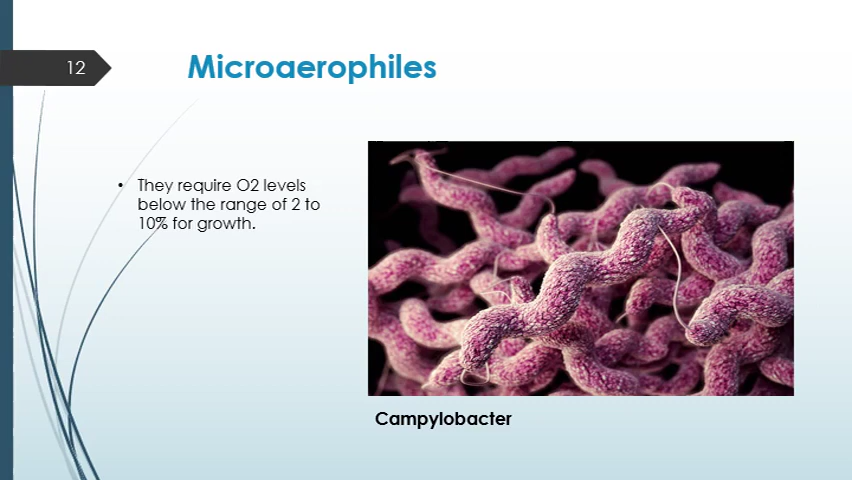 12
Microaerophiles
• They require O2 levels
below the range of 2 to
10% for growth.
Campylobacter